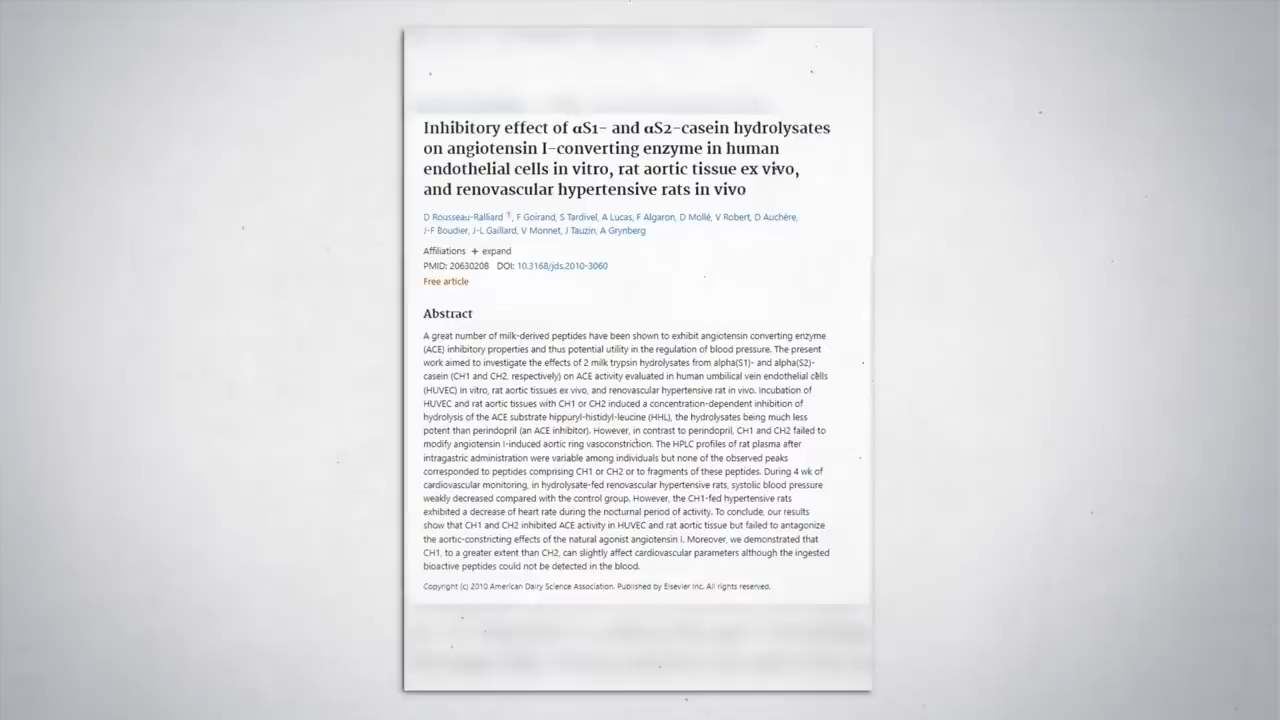 Inhibitory effect of αS1- and αS2-casein hydrolysates
on angiotensin I-converting enzyme in human
endothelial cells in vitro, rat aortic tissue ex vivo,
and renovascular hypertensive rats in vivo
D Rousseau-Ralliard 1, F Goirand, S Tardivel, A Lucas, F Algaron, D Mollé, V Robert, D Auchère,
J-F Boudier, J-L Gaillard, V Monnet, J Tauzin, A Grynberg
Affiliations + expand
PMID: 20630208 DOI: 10.3168/jds.2010-3060
Free article
Abstract
A great number of milk-derived peptides have been shown to exhibit angiotensin converting enzyme
(ACE) inhibitory properties and thus potential utility in the regulation of blood pressure. The present
work aimed to investigate the effects of 2 milk trypsin hydrolysates from alpha(S1)- and alpha(S2)-
casein (CH1 and CH2, respectively) on ACE activity evaluated in human umbilical vein endothelial cells
(HUVEC) in vitro, rat aortic tissues ex vivo, and renovascular hypertensive rat in vivo. Incubation of
HUVEC and rat aortic tissues with CH1 or CH2 induced a concentration-dependent inhibition of
hydrolysis of the ACE substrate hippuryl-histidyl-leucine (HHL), the hydrolysates being much less
potent than perindopril (an ACE inhibitor). However, in contrast to perindopril, CH1 and CH2 failed to
modify angiotensin I-induced aortic ring vasoconstriction. The HPLC profiles of rat plasma after
intragastric administration were variable among individuals but none of the observed peaks
corresponded to peptides comprising CH1 or CH2 or to fragments of these peptides. During 4 wk of
cardiovascular monitoring, in hydrolysate-fed renovascular hypertensive rats, systolic blood pressure
weakly decreased compared with the control group. However, the CH1-fed hypertensive rats
exhibited a decrease of heart rate during the nocturnal period of activity. To conclude, our results
show that CH1 and CH2 inhibited ACE activity in HUVEC and rat aortic tissue but failed to antagonize
the aortic-constricting effects of the natural agonist angiotensin I. Moreover, we demonstrated that
CH1, to a greater extent than CH2, can slightly affect cardiovascular parameters although the ingested
bioactive peptides could not be detected in the blood.
Copyright (c) 2010 American Dairy Science Association. Published by Elsevier Inc. All rights reserved.